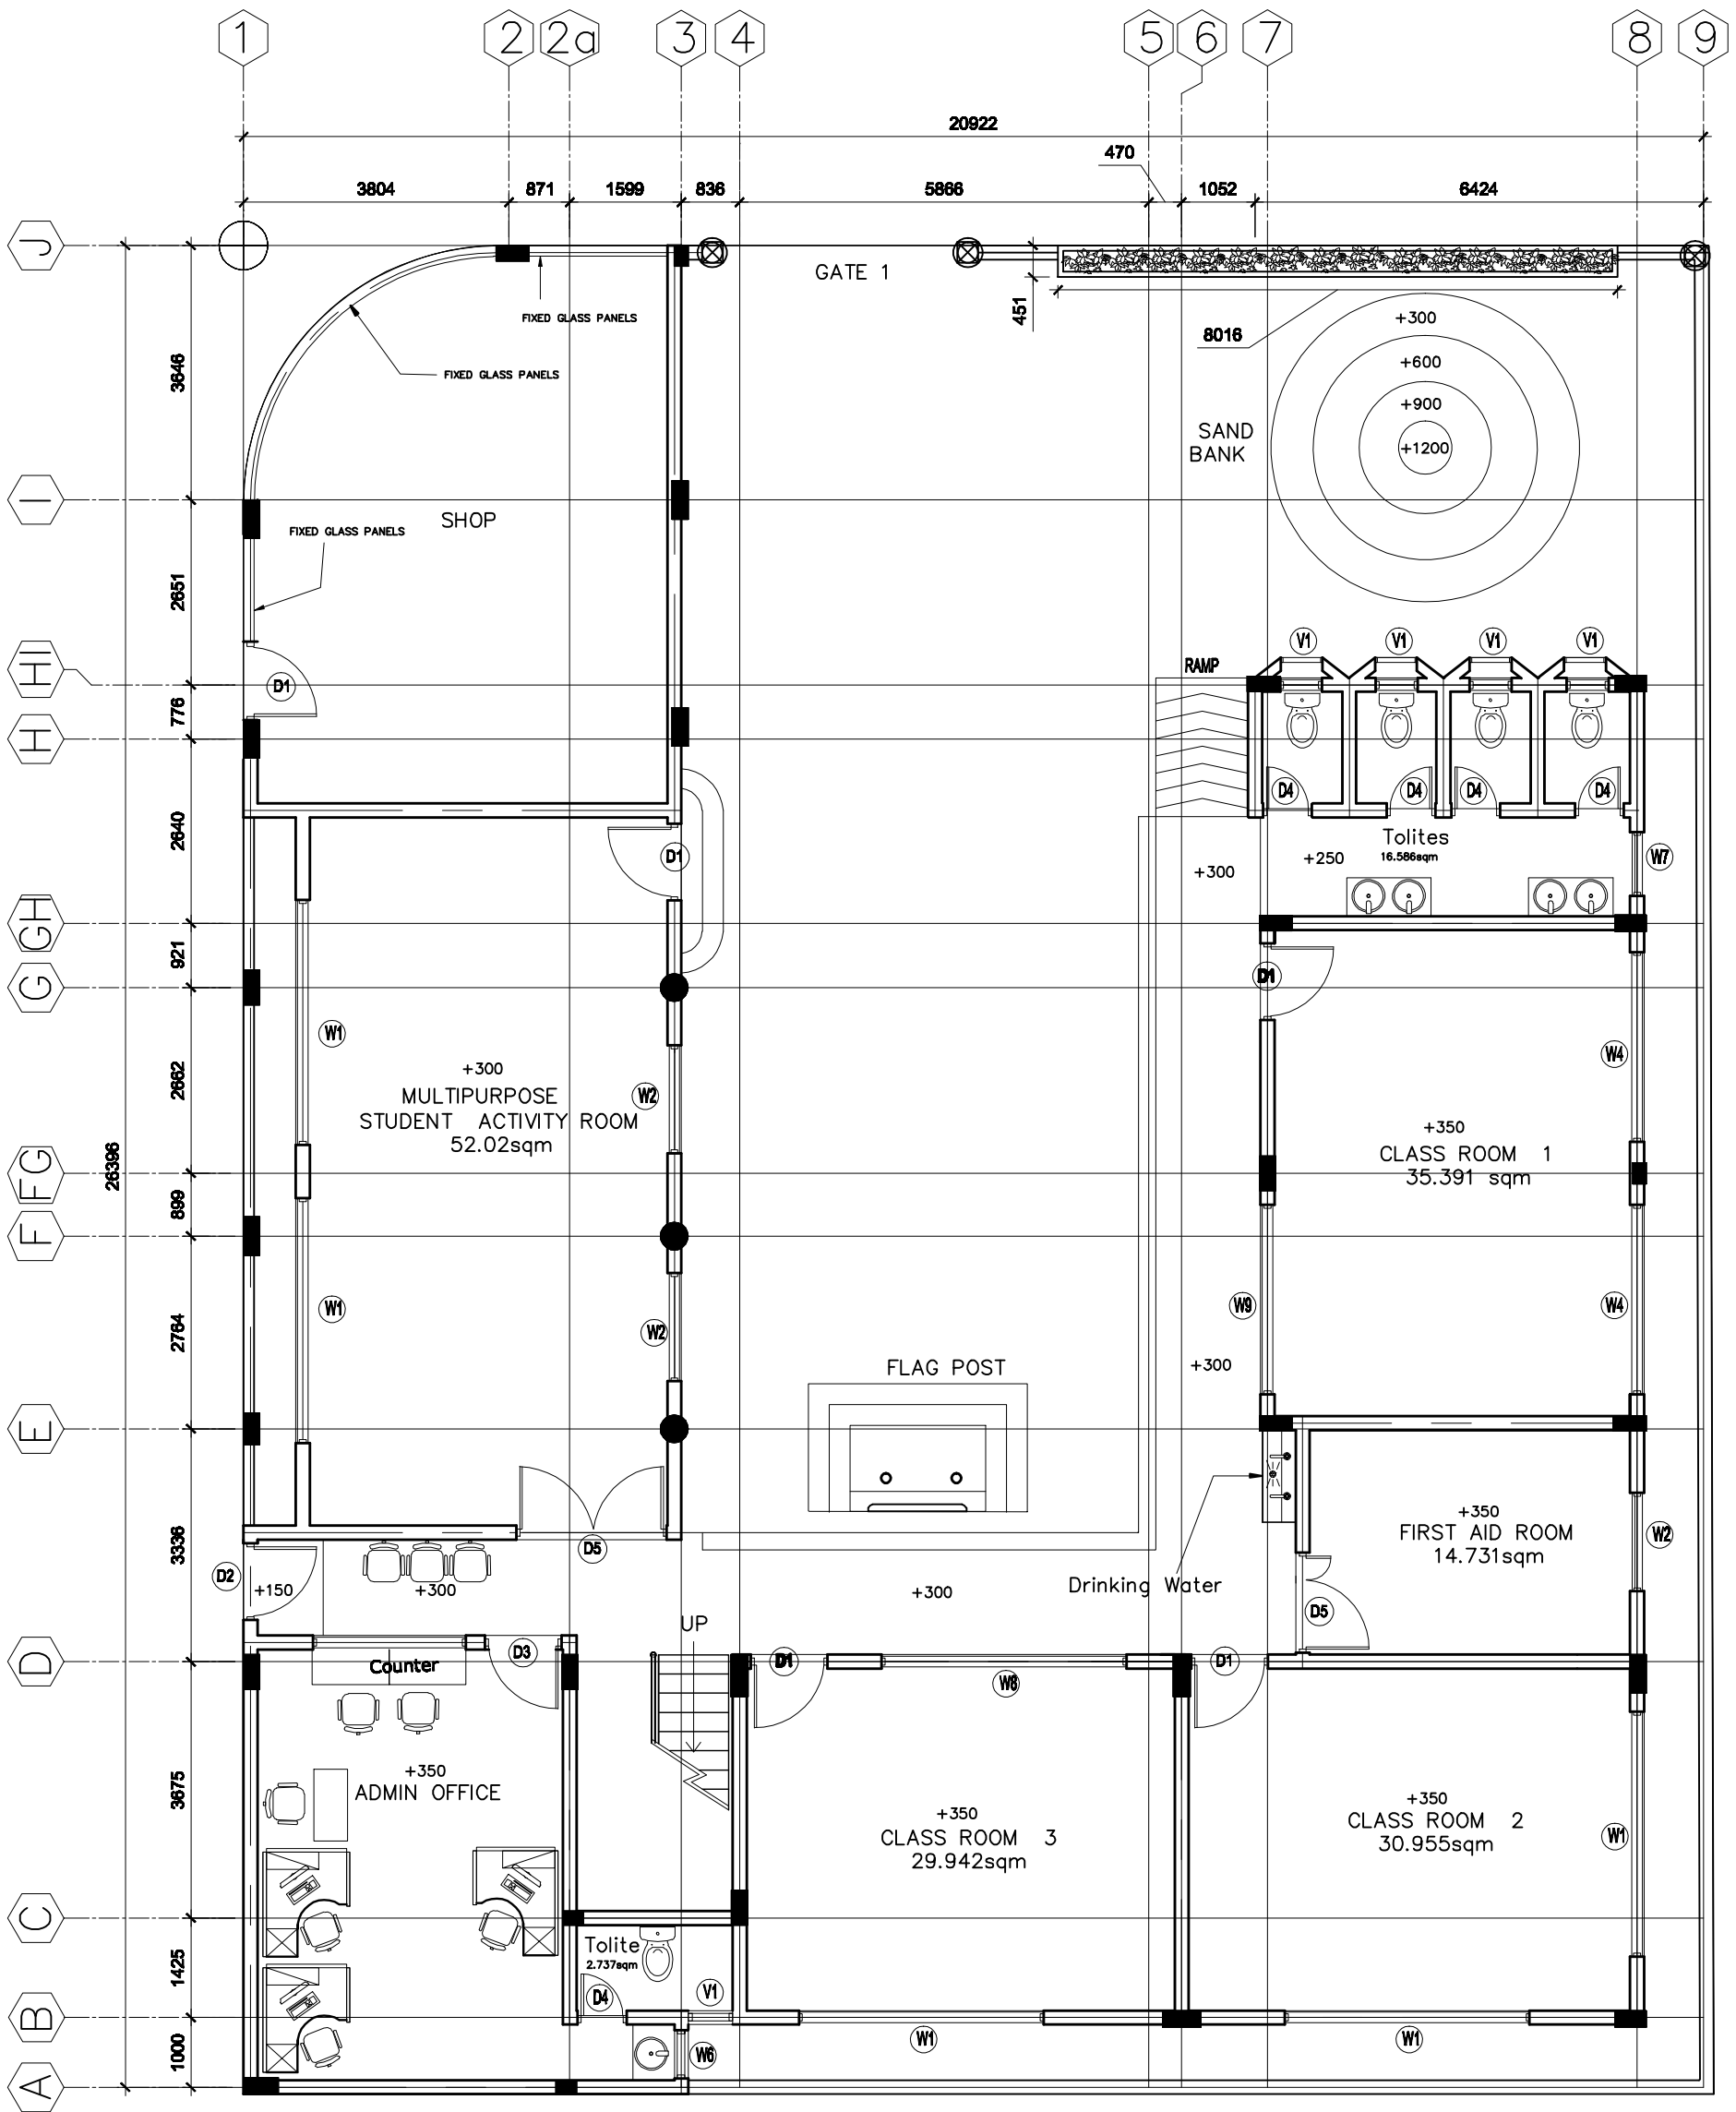 1 2 2a 3 4 5 6 7 8 9
20922
470
3804 871 1599 836 5866 1052 6424
J
GATE 1
451
8016
FIXED GLASS PANELS
FIXED GLASS PANELS
+300
+600
+900
+1200
SAND
BANK
3646
I
SHOP
FIXED GLASS PANELS
2651
HI
V1 V1 V1 V1
RAMP
D1
776
H
D4 D4 D4 D4
2640
Tolites
16.586sqm
D1
+300
+250
W7
GH
921
G
D1
W1
W4
2662
+300
MULTIPURPOSE
STUDENT ACTIVITY ROOM
52.02sqm
W2
+350
CLASS ROOM 1
35.391 sqm
26396
FG
899
F
W1
W9
W4
2764
W2
+300
FLAG POST
E
3336
+350
FIRST AID ROOM
14.731sqm
W2
D5
D2
+150
+300
+300
Drinking Water
D5
UP
D
Counter
D3
D1
W8
D1
3675
+350
ADMIN OFFICE
+350
CLASS ROOM 3
29.942sqm
+350
CLASS ROOM 2
30.955sqm
W1
C
1425
Tolite
2.737sqm
D4
V1
B
1000
W6
W1
W1
A